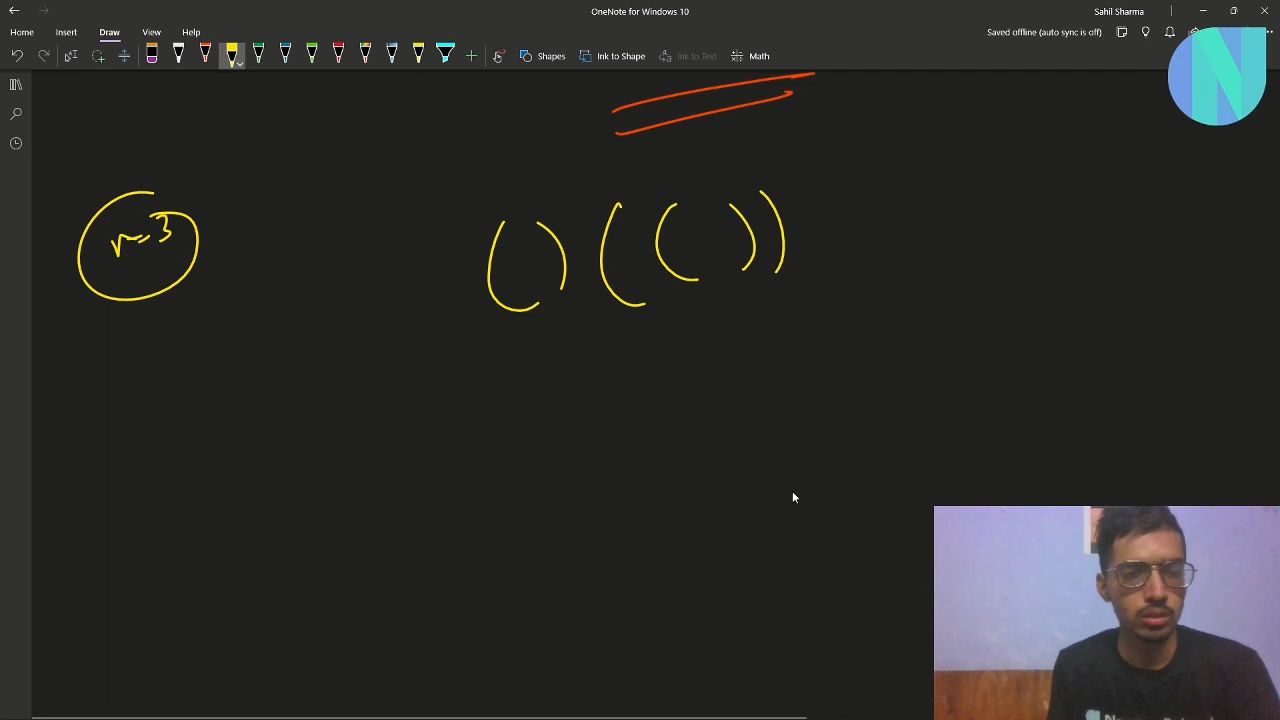 OneNote for Windows 10
Sahil Sharma
Home Insert Draw View Help
Saved offline (auto sync is off)
Shapes Ink to Shape Ink to Text Math
n=3
()(())